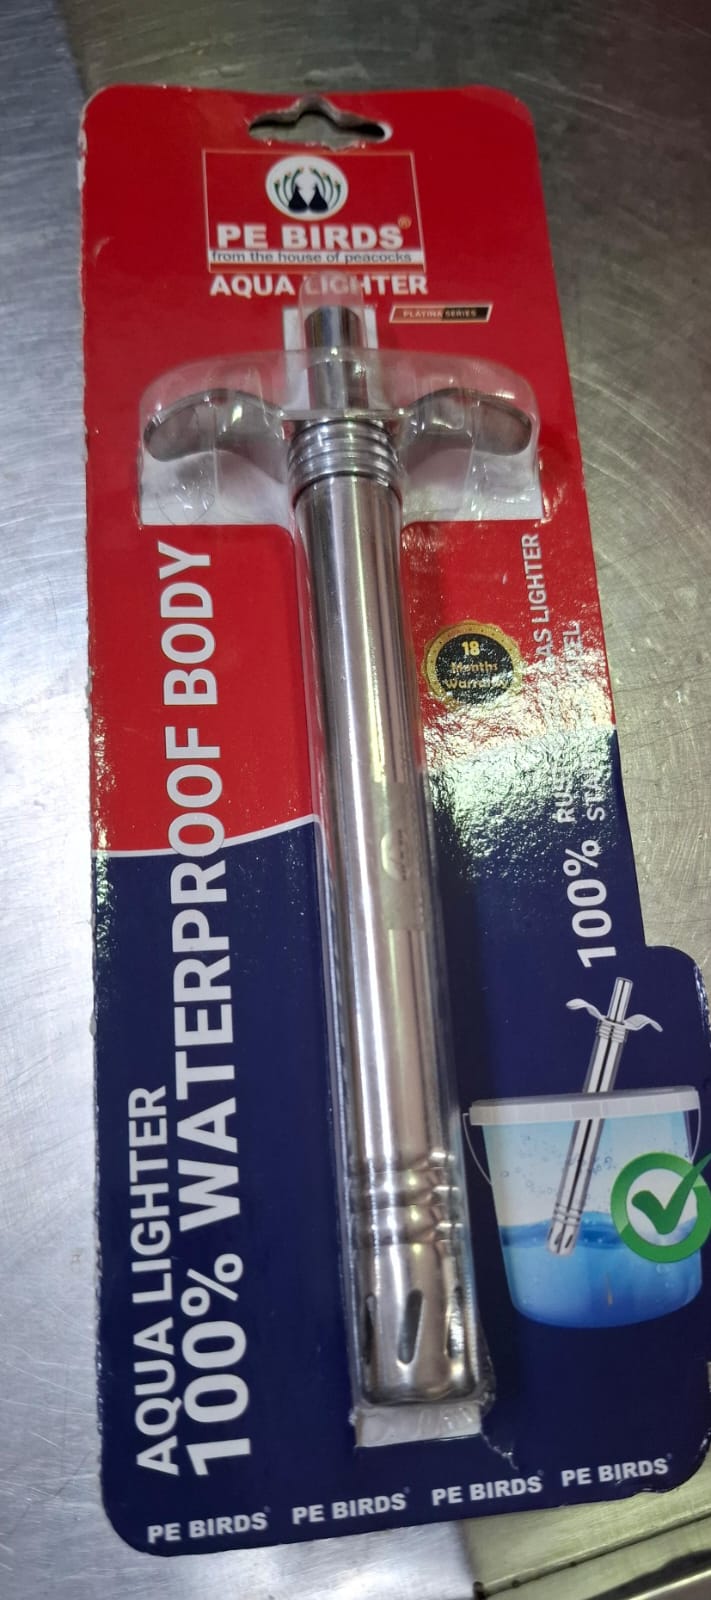 PE BIRDS®
from the house of peacocks
AQUA LIGHTER
PLATINA SERIES
18
Months
Warranty
AQUA LIGHTER
100% WATERPROOF BODY
100%
PE BIRDS
PE BIRDS
PE BIRDS
PE BIRDS